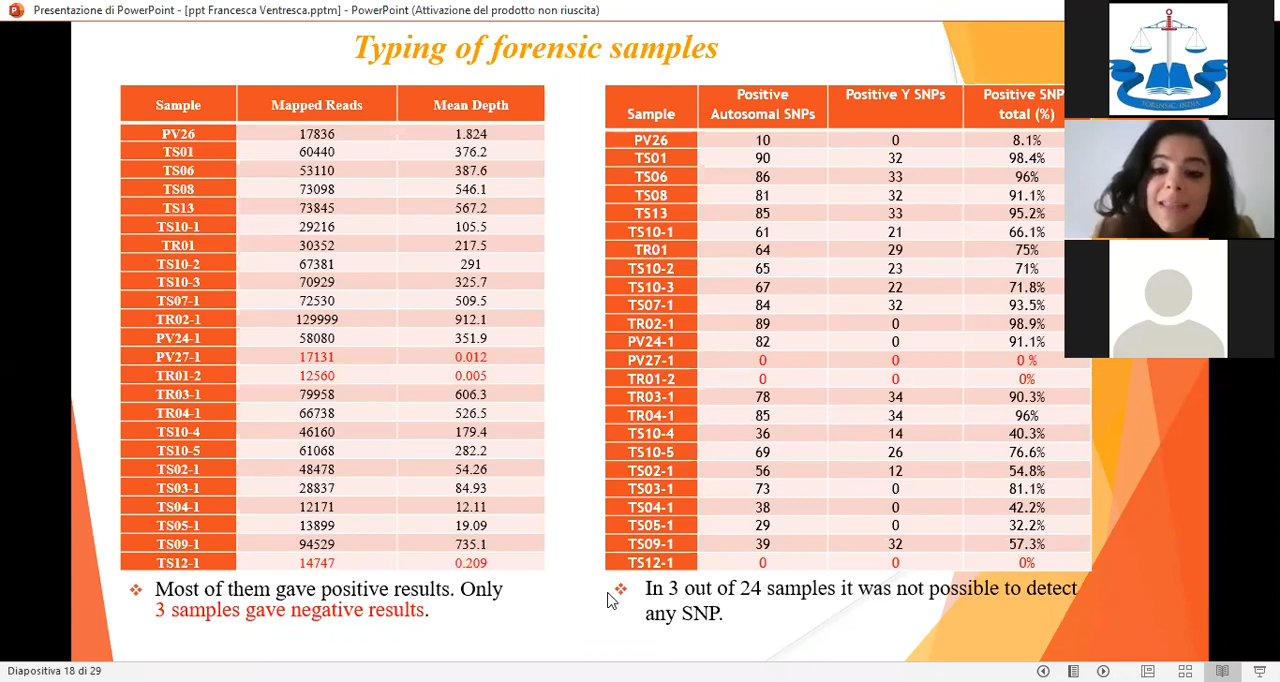 Presentazione di PowerPoint - [ppt Francesca Ventresca.pptm] - PowerPoint (Attivazione del prodotto non riuscita)
Typing of forensic samples
Sample Mapped Reads Mean Depth
PV26 17836 1.824
TS01 60440 376.2
TS06 53110 387.6
TS08 73098 546.1
TS13 73845 567.2
TS10-1 29216 105.5
TR01 30352 217.5
TS10-2 67381 291
TS10-3 70929 325.7
TS07-1 72530 509.5
TR02-1 129999 912.1
PV24-1 58080 351.9
PV27-1 17131 0.012
TR01-2 12560 0.005
TR03-1 79958 606.3
TR04-1 66738 526.5
TS10-4 46160 179.4
TS10-5 61068 282.2
TS02-1 48478 54.26
TS03-1 28837 84.93
TS04-1 12171 12.11
TS05-1 13899 19.09
TS09-1 94529 735.1
TS12-1 14747 0.209
❖ Most of them gave positive results. Only
3 samples gave negative results.
Positive Positive Y SNPs Positive SNP
Sample Autosomal SNPs total (%)
PV26 10 0 8.1%
TS01 90 32 98.4%
TS06 86 33 96%
TS08 81 32 91.1%
TS13 85 33 95.2%
TS10-1 61 21 66.1%
TR01 64 29 75%
TS10-2 65 23 71%
TS10-3 67 22 71.8%
TS07-1 84 32 93.5%
TR02-1 89 0 98.9%
PV24-1 82 0 91.1%
PV27-1 0 0 0 %
TR01-2 0 0 0%
TR03-1 78 34 90.3%
TR04-1 85 34 96%
TS10-4 36 14 40.3%
TS10-5 69 26 76.6%
TS02-1 56 12 54.8%
TS03-1 73 0 81.1%
TS04-1 38 0 42.2%
TS05-1 29 0 32.2%
TS09-1 39 32 57.3%
TS12-1 0 0 0%
❖ In 3 out of 24 samples it was not possible to detect
any SNP.
Diapositiva 18 di 29